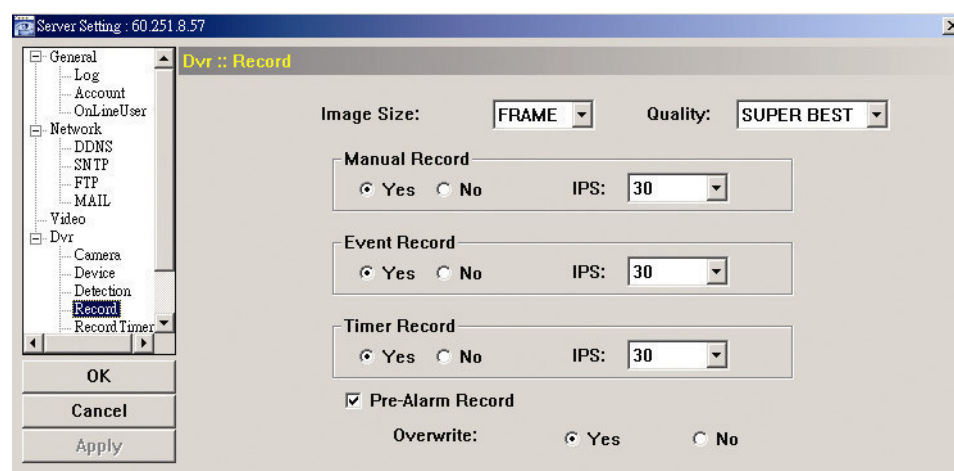 Server Setting : 60.251.8.57
General
Log
Account
OnLineUser
Network
DDNS
SNTP
FTP
MAIL
Video
Dvr
Camera
Device
Detection
Record
Record Timer
OK
Cancel
Apply
Dvr :: Record
Image Size: FRAME Quality: SUPER BEST
Manual Record
Yes No IPS: 30
Event Record
Yes No IPS: 30
Timer Record
Yes No IPS: 30
Pre-Alarm Record
Overwrite: Yes No